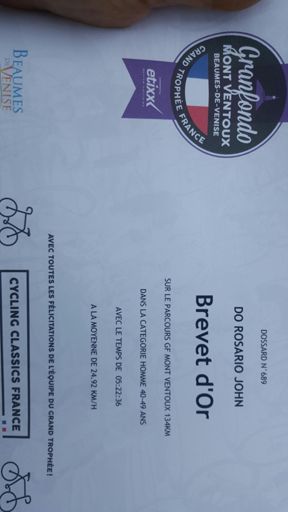 Granfondo
MONT VENTOUX
BEAUMES-DE-VENISE
GRAND TROPHÉE FRANCE
etixx
DOSSARD N° 689
DO ROSARIO JOHN
Brevet d'Or
SUR LE PARCOURS GF MONT VENTOUX 134KM
DANS LA CATEGORIE HOMME 40-49 ANS
AVEC LE TEMPS DE 05:22:36
A LA MOYENNE DE 24.92 KM/H
AVEC TOUTES LES FÉLICITATIONS DE L'ÉQUIPE DU GRAND TROPHÉE!
BEAUMES
DE VENISE
CYCLING CLASSICS FRANCE